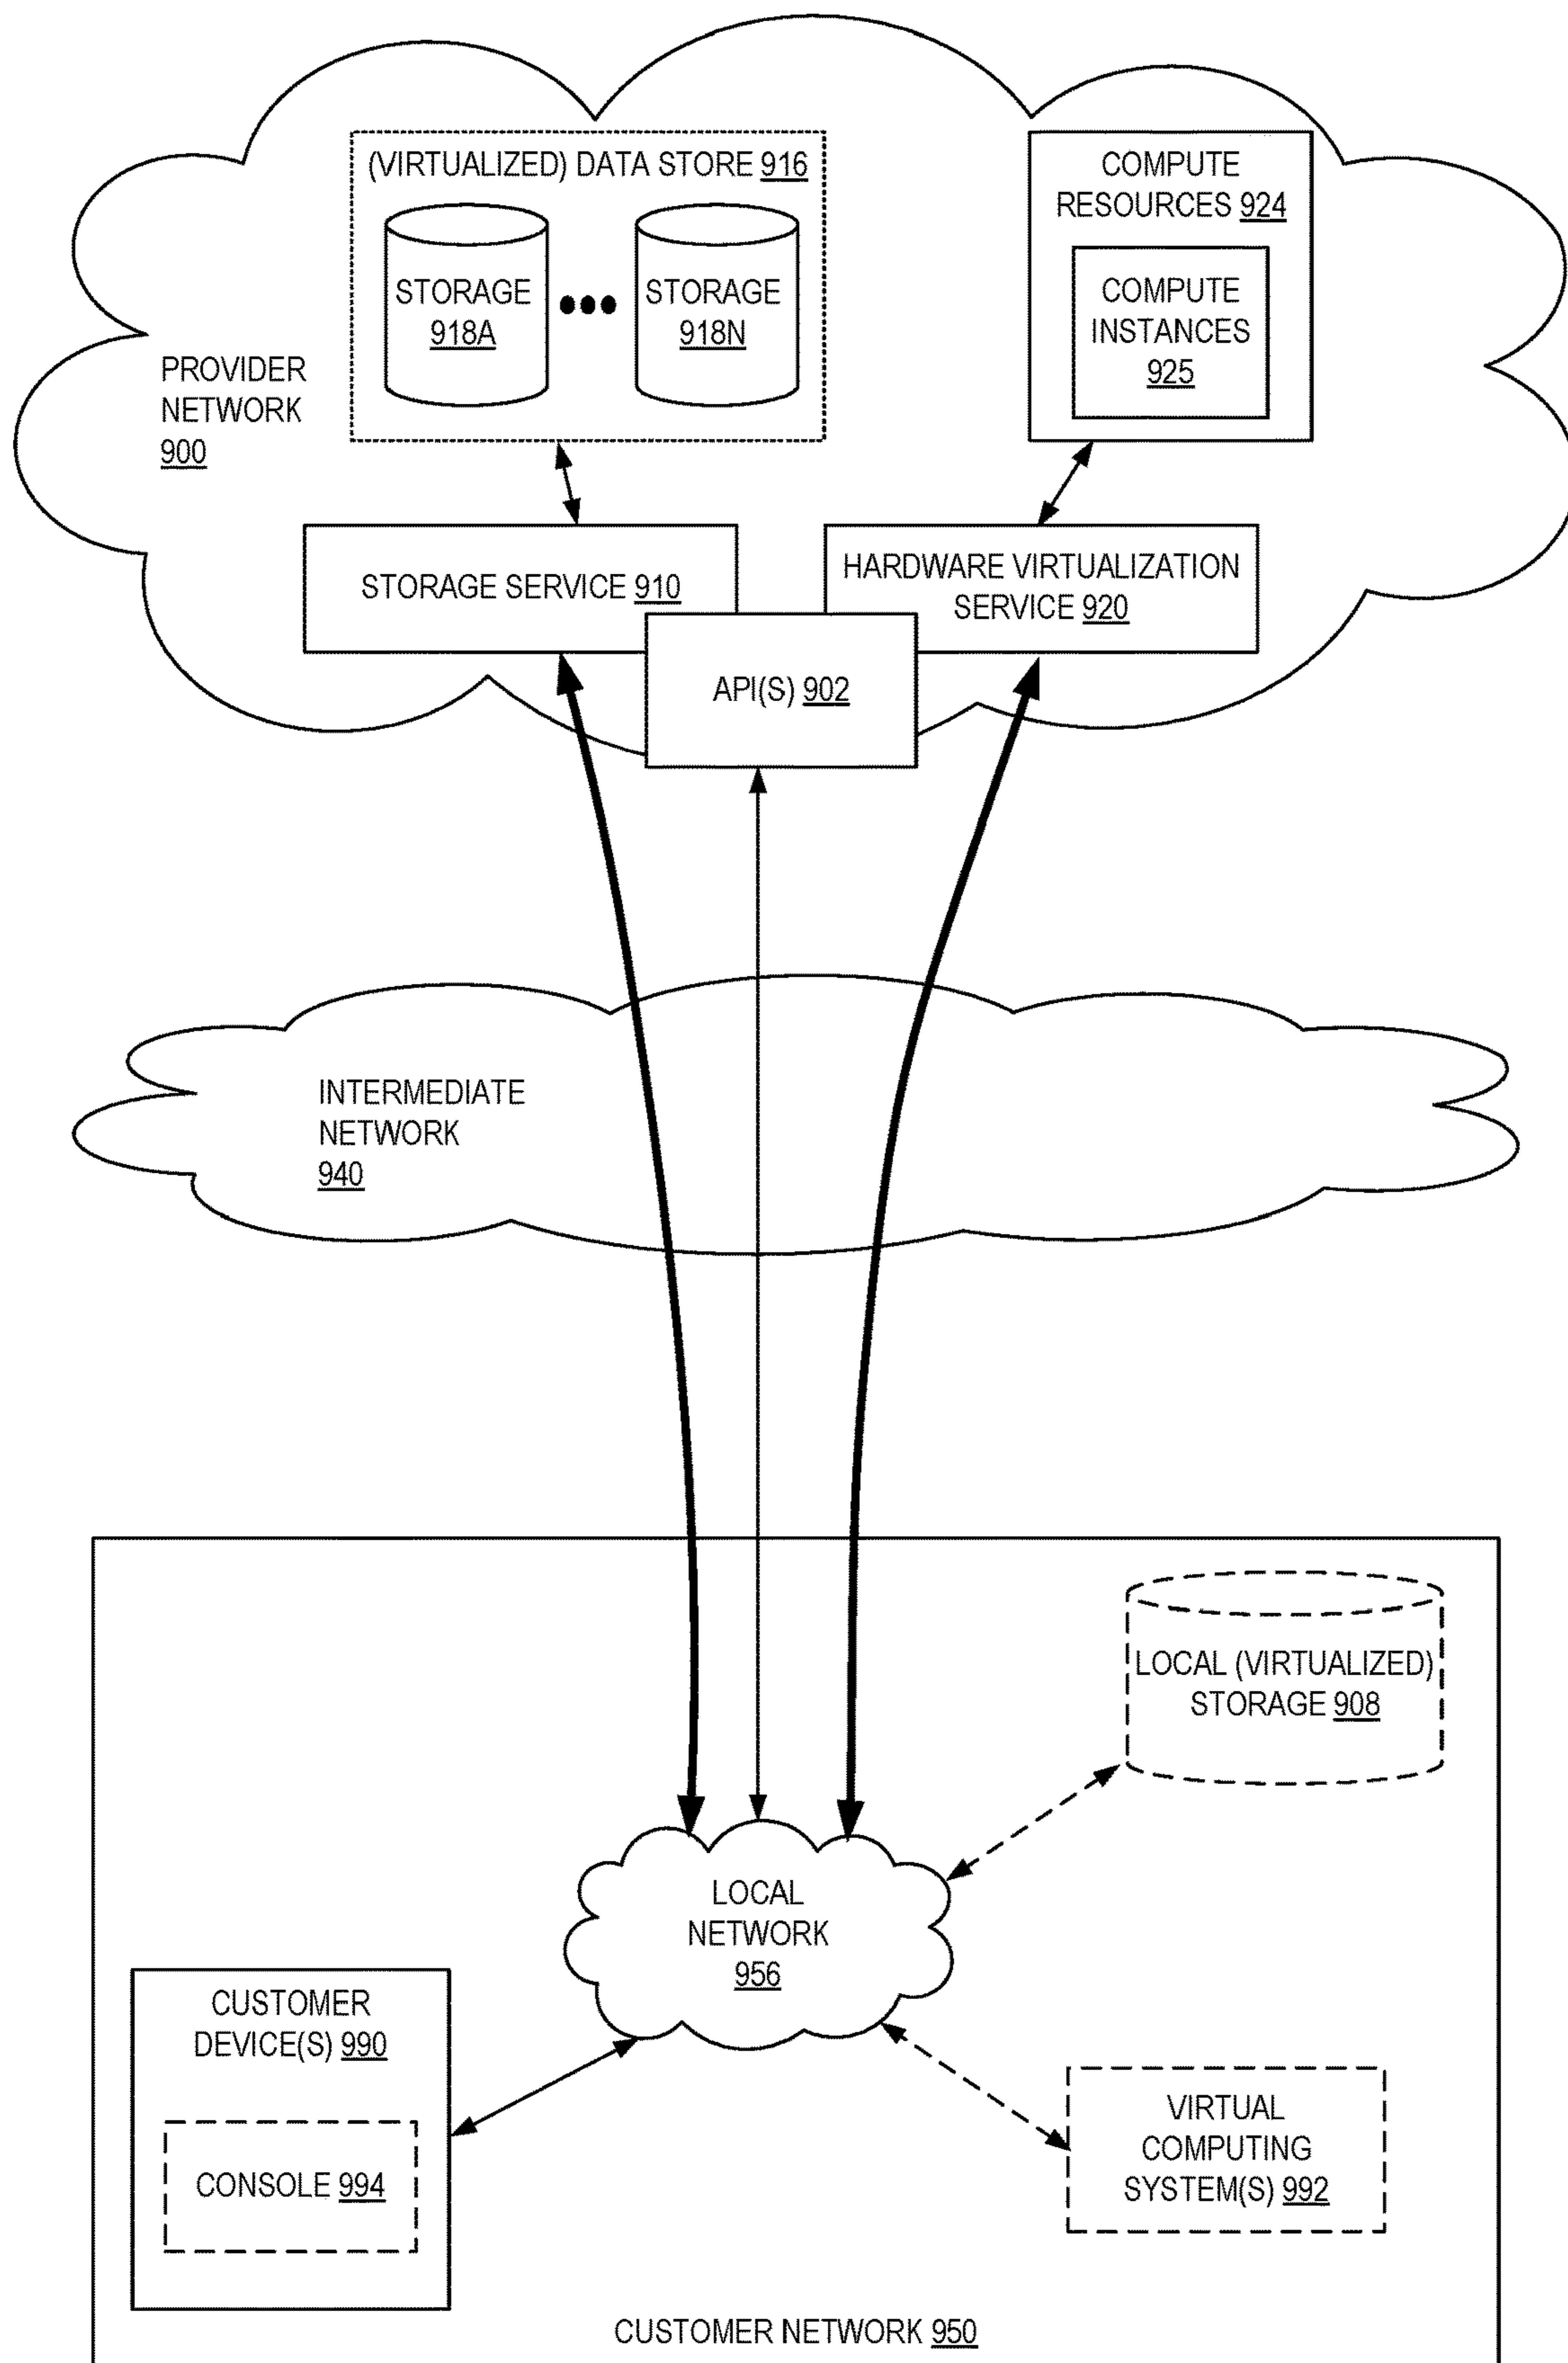 (VIRTUALIZED) DATA STORE 916
STORAGE
918A
STORAGE
918N
COMPUTE
RESOURCES 924
COMPUTE
INSTANCES
925
PROVIDER
NETWORK
900
STORAGE SERVICE 910
HARDWARE VIRTUALIZATION
SERVICE 920
API(S) 902
INTERMEDIATE
NETWORK
940
LOCAL (VIRTUALIZED)
STORAGE 908
LOCAL
NETWORK
956
CUSTOMER
DEVICE(S) 990
CONSOLE 994
VIRTUAL
COMPUTING
SYSTEM(S) 992
CUSTOMER NETWORK 950